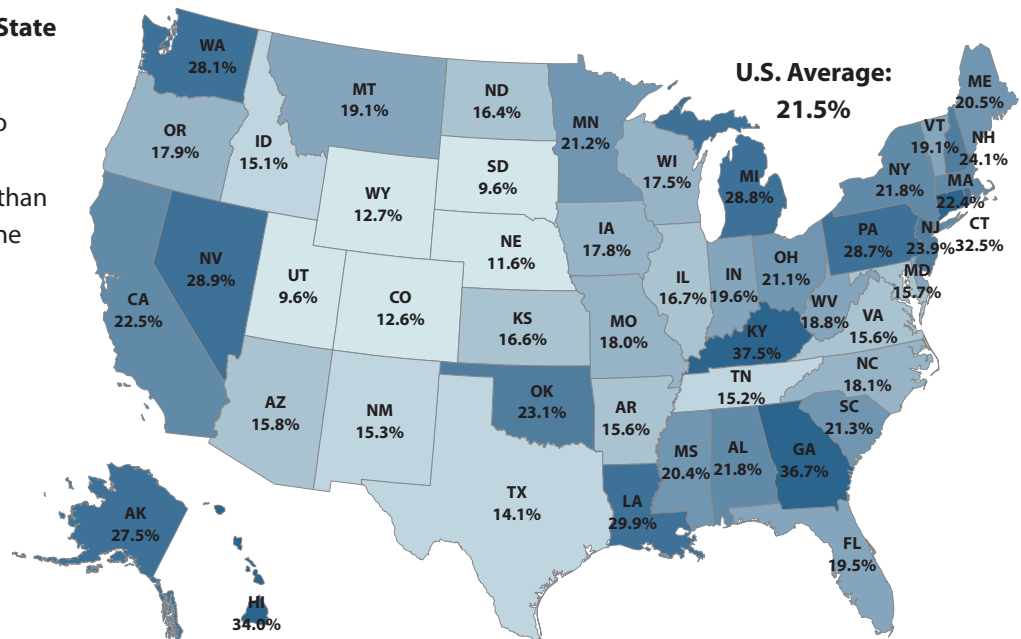 State
o
than
ne
U.S. Average:
21.5%
WA
28.1%
OR
17.9%
ID
15.1%
MT
19.1%
ND
16.4%
MN
21.2%
SD
9.6%
WI
17.5%
MI
28.8%
WY
12.7%
NE
11.6%
IA
17.8%
NV
28.9%
UT
9.6%
CO
12.6%
KS
16.6%
MO
18.0%
IL
16.7%
IN
19.6%
OH
21.1%
PA
28.7%
NY
21.8%
VT
19.1%
ME
20.5%
NH
24.1%
MA
22.4%
CT
32.5%
NJ
23.9%
MD
15.7%
WV
18.8%
VA
15.6%
KY
37.5%
CA
22.5%
AZ
15.8%
NM
15.3%
OK
23.1%
AR
15.6%
TN
15.2%
NC
18.1%
SC
21.3%
MS
20.4%
AL
21.8%
GA
36.7%
TX
14.1%
LA
29.9%
FL
19.5%
AK
27.5%
HI
34.0%